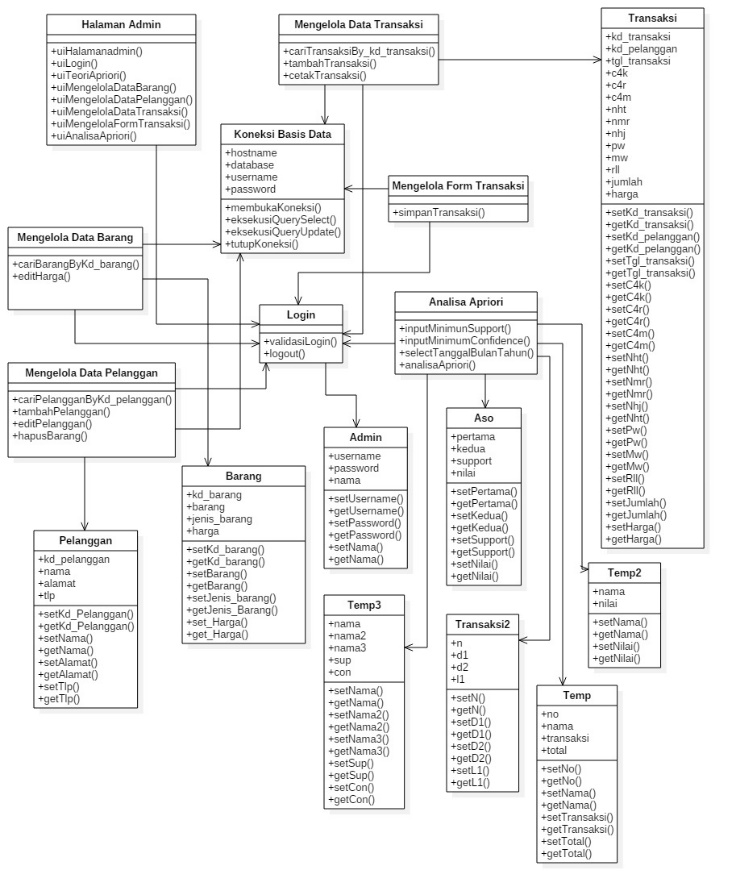 Halaman Admin
+uiHalamanadmin()
+uiLogin()
+uiTeoriApriori()
+uiMengelolaDataBarang()
+uiMengelolaDataPelanggan()
+uiMengelolaDataTransaksi()
+uiMengelolaFormTransaksi()
+uiAnalisaApriori()
Mengelola Data Transaksi
+cariTransaksiBy_kd_transaksi()
+tambahTransaksi()
+cetakTransaksi()
Transaksi
+kd_transaksi
+kd_pelanggan
+tgl_transaksi
+c4k
+c4r
+c4m
+nht
+nmr
+nhj
+pw
+mw
+rll
+jumlah
+harga
+setKd_transaksi()
+getKd_transaksi()
+setKd_pelanggan()
+getKd_pelanggan()
+setTgl_transaksi()
+getTgl_transaksi()
+setC4k()
+getC4k()
+setC4r()
+getC4r()
+setC4m()
+getC4m()
+setNht()
+getNht()
+setNmr()
+getNmr()
+setNhj()
+getNht()
+setPw()
+getPw()
+setMw()
+getMw()
+setRll()
+getRll()
+setJumlah()
+getJumlah()
+setHarga()
+getHarga()
Koneksi Basis Data
+hostname
+database
+username
+password
+membukaKoneksi()
+eksekusiQuerySelect()
+eksekusiQueryUpdate()
+tutupKoneksi()
Mengelola Form Transaksi
+simpanTransaksi()
Mengelola Data Barang
+cariBarangByKd_barang()
+editHarga()
Login
+validasiLogin()
+logout()
Analisa Apriori
+inputMinimunSupport()
+inputMinimumConfidence()
+selectTanggalBulanTahun()
+analisaApriori()
Mengelola Data Pelanggan
+cariPelangganByKd_pelanggan()
+tambahPelanggan()
+editPelanggan()
+hapusBarang()
Admin
+username
+password
+nama
+setUsername()
+getUsername()
+setPassword()
+getPassword()
+setNama()
+getNama()
Aso
+pertama
+kedua
+support
+nilai
+setPertama()
+getPertama()
+setKedua()
+getKedua()
+setSupport()
+getSupport()
+setNilai()
+getNilai()
Barang
+kd_barang
+barang
+jenis_barang
+harga
+setKd_barang()
+getKd_barang()
+setBarang()
+getBarang()
+setJenis_barang()
+getJenis_Barang()
+set_Harga()
+get_Harga()
Pelanggan
+kd_pelanggan
+nama
+alamat
+tlp
+setKd_Pelanggan()
+getKd_Pelanggan()
+setNama()
+getNama()
+setAlamat()
+getAlamat()
+setTlp()
+getTlp()
Temp2
+nama
+nilai
+setNama()
+getNama()
+setNilai()
+getNilai()
Temp3
+nama
+nama2
+nama3
+sup
+con
+setNama()
+getNama()
+setNama2()
+getNama2()
+setNama3()
+getNama3()
+setSup()
+getSup()
+setCon()
+getCon()
Transaksi2
+n
+d1
+d2
+l1
+setN()
+getN()
+setD1()
+getD1()
+setD2()
+getD2()
+setL1()
+getL1()
Temp
+no
+nama
+transaksi
+total
+setNo()
+getNo()
+setNama()
+getNama()
+setTransaksi()
+getTransaksi()
+setTotal()
+getTotal()